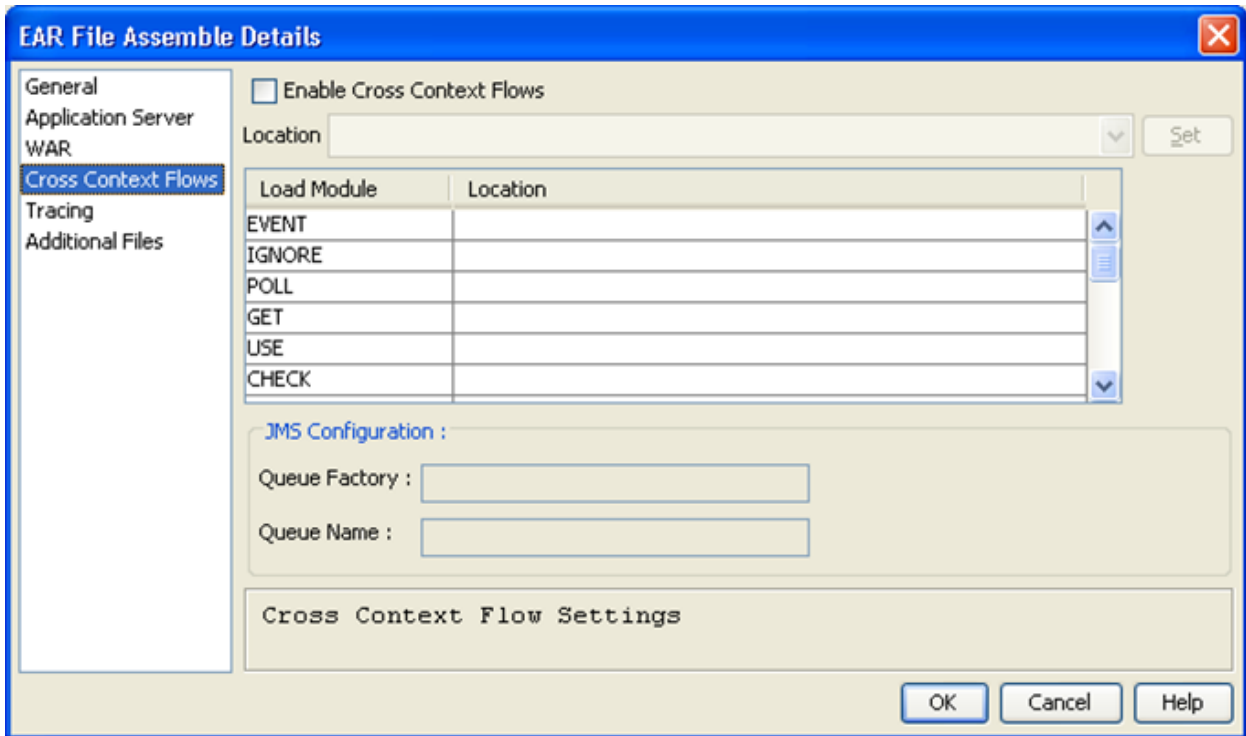 EAR File Assemble Details
General
Application Server
WAR
Cross Context Flows
Tracing
Additional Files
Enable Cross Context Flows
Location Set
Load Module Location
EVENT
IGNORE
POLL
GET
USE
CHECK
JMS Configuration :
Queue Factory :
Queue Name :
Cross Context Flow Settings
OK Cancel Help